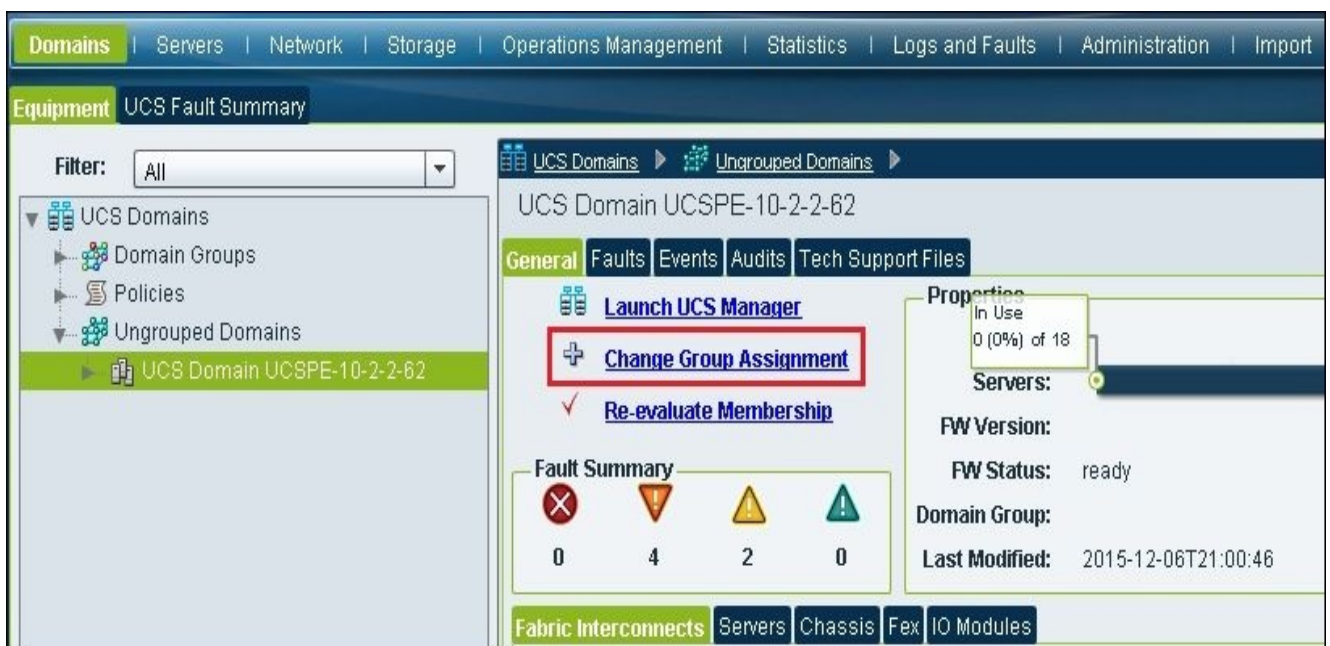 Domains | Servers | Network | Storage | Operations Management | Statistics | Logs and Faults | Administration | Import
Equipment UCS Fault Summary
Filter: All
UCS Domains
Domain Groups
Policies
Ungrouped Domains
UCS Domain UCSPE-10-2-2-62
UCS Domains Ungrouped Domains
UCS Domain UCSPE-10-2-2-62
General Faults Events Audits Tech Support Files
Launch UCS Manager
Change Group Assignment
Re-evaluate Membership
Fault Summary
0 4 2 0
Properties
In Use
0 (0%) of 18
Servers:
FW Version:
FW Status: ready
Domain Group:
Last Modified: 2015-12-06T21:00:46
Fabric Interconnects Servers Chassis Fex IO Modules